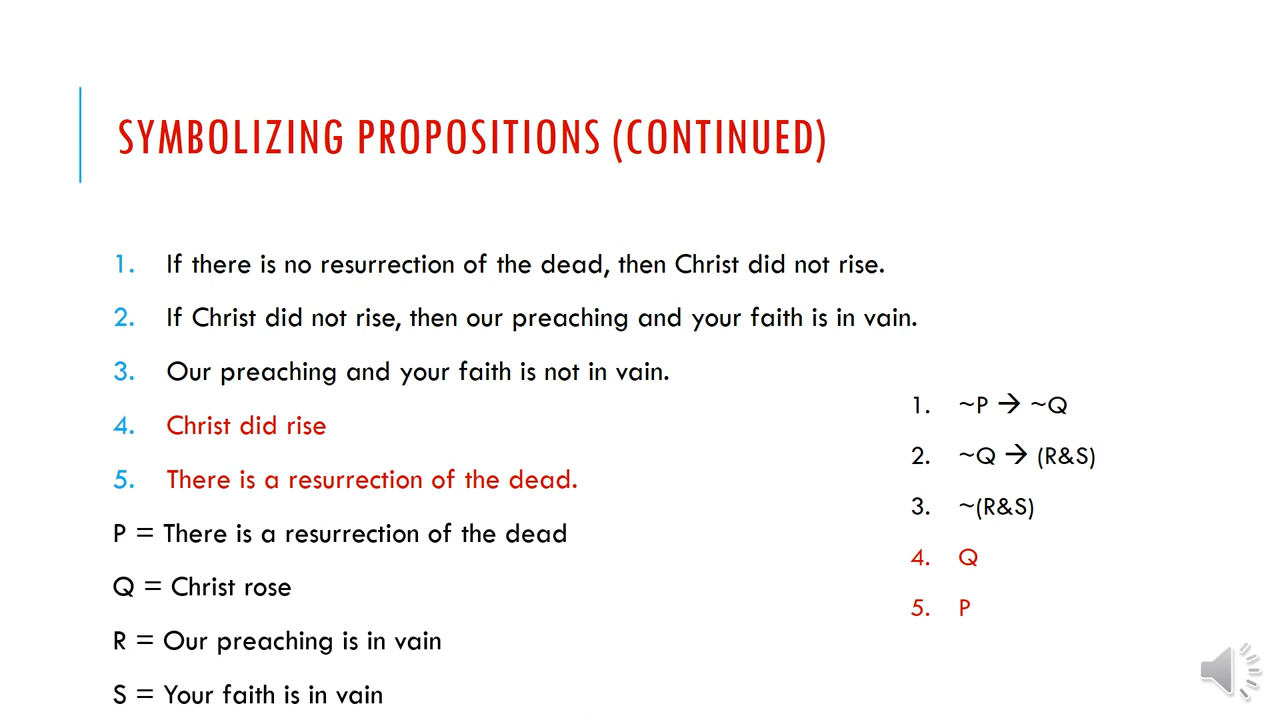 SYMBOLIZING PROPOSITIONS (CONTINUED)
1. If there is no resurrection of the dead, then Christ did not rise.
2. If Christ did not rise, then our preaching and your faith is in vain.
3. Our preaching and your faith is not in vain.
4. Christ did rise
5. There is a resurrection of the dead.
P = There is a resurrection of the dead
Q = Christ rose
R = Our preaching is in vain
S = Your faith is in vain
1. ~P → ~Q
2. ~Q → (R&S)
3. ~(R&S)
4. Q
5. P